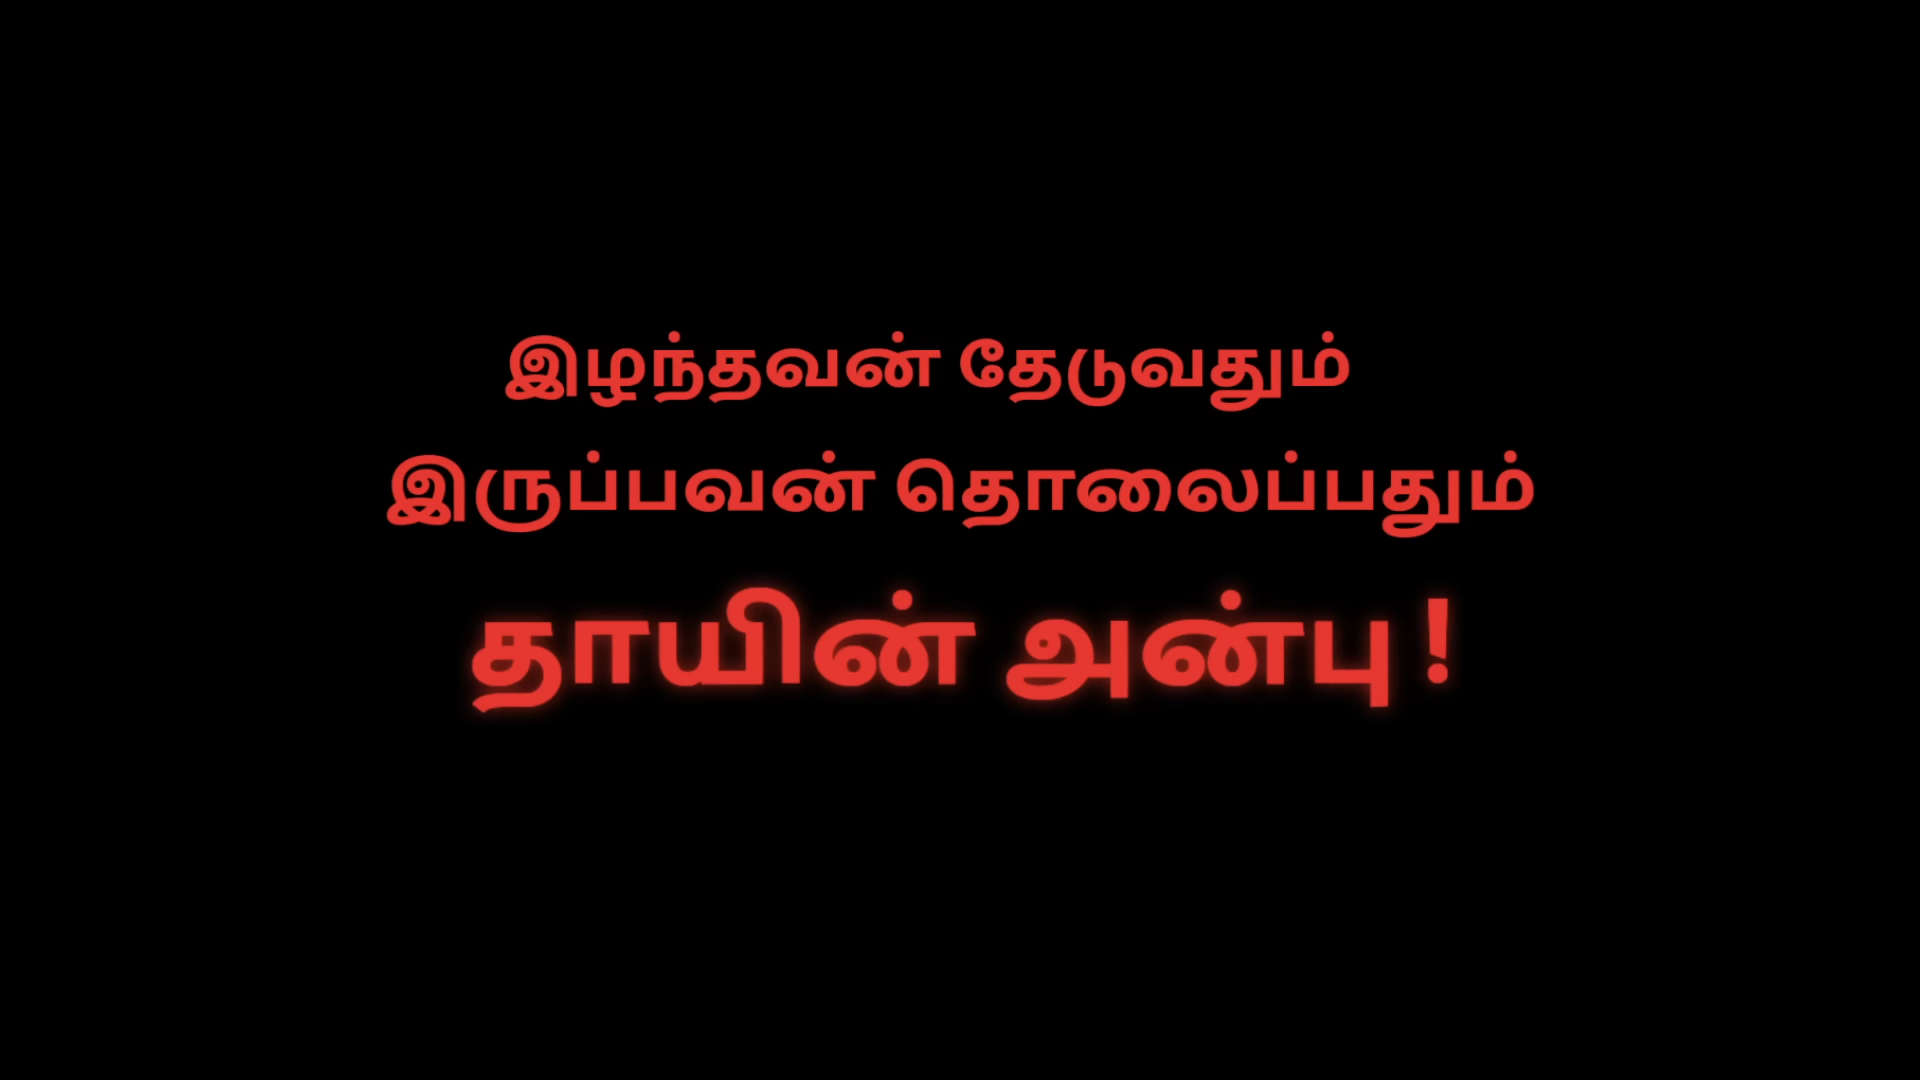 இழந்தவன் தேடுவதும்
இருப்பவன் தொலைப்பதும்
தாயின் அன்பு !